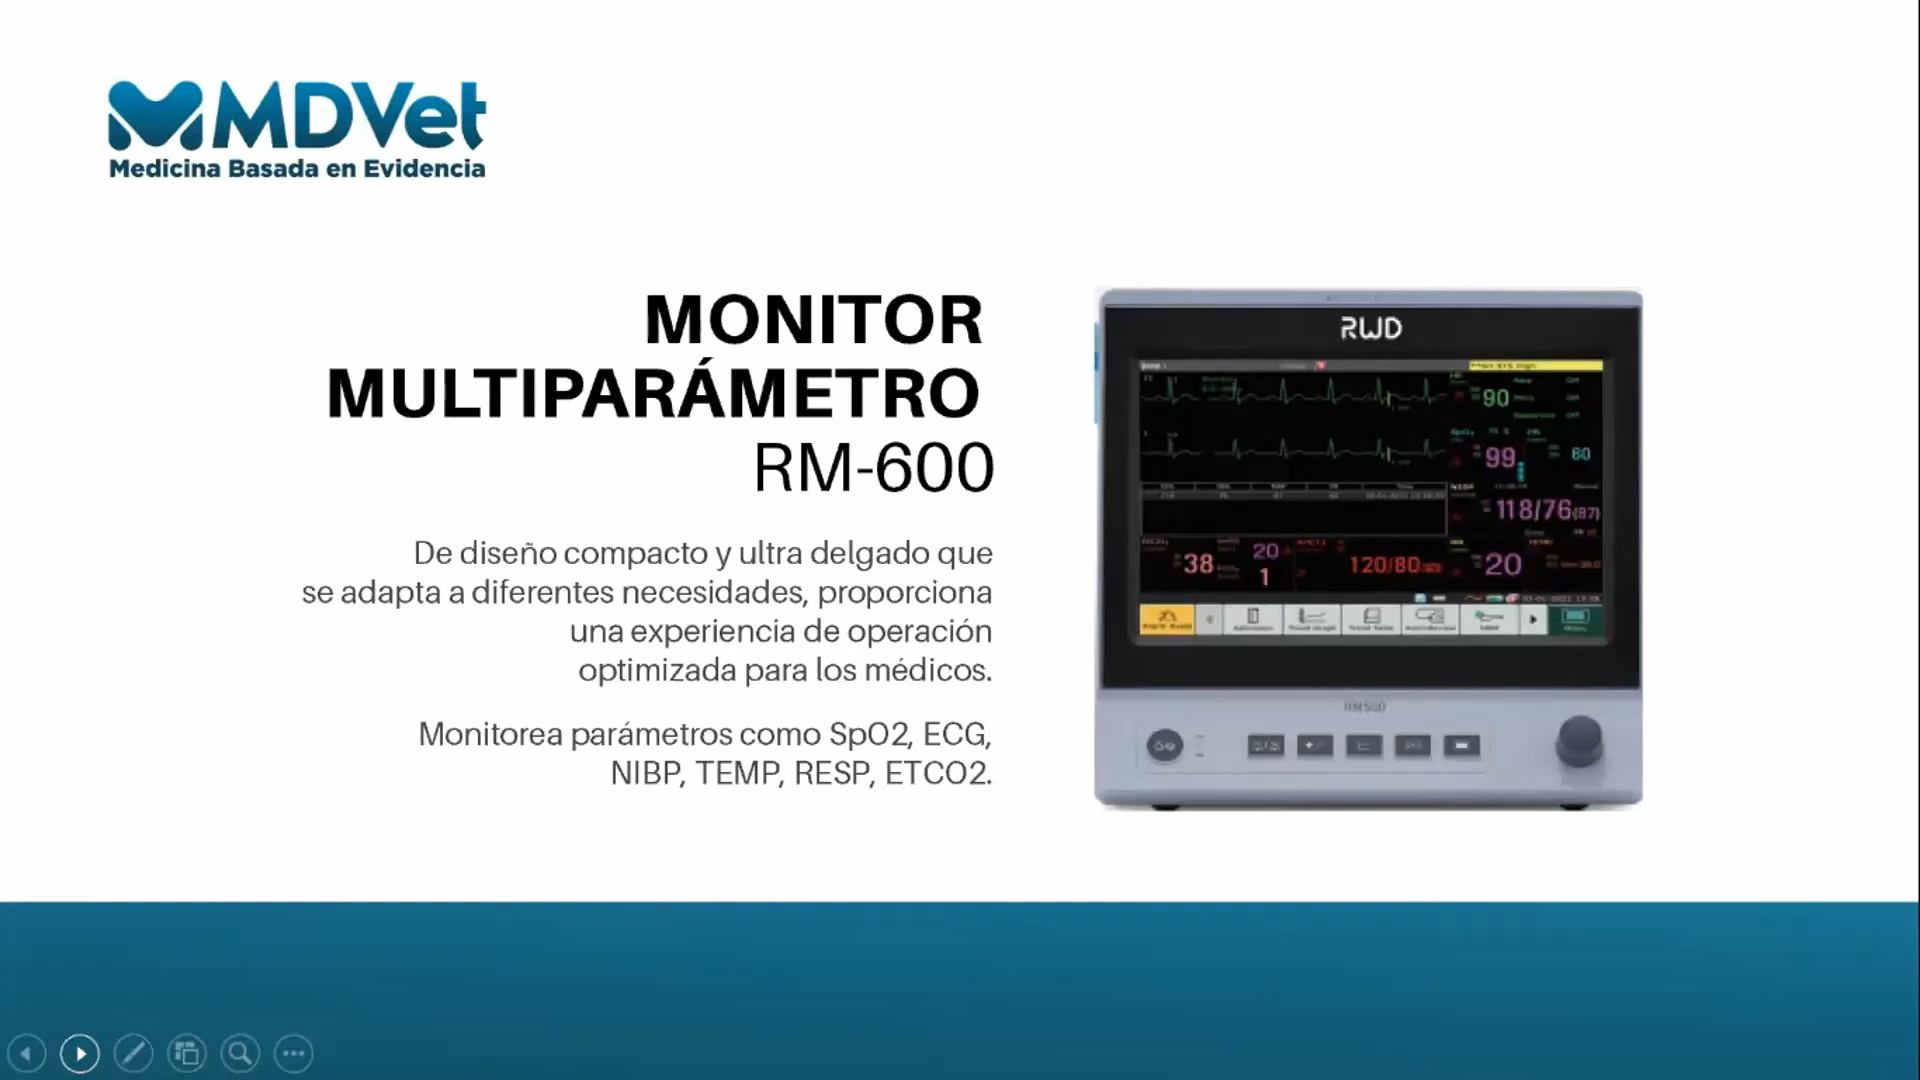 MDVet
Medicina Basada en Evidencia
MONITOR
MULTIPARÁMETRO
RM-600
De diseño compacto y ultra delgado que
se adapta a diferentes necesidades, proporciona
una experiencia de operación
optimizada para los médicos.
Monitorea parámetros como SpO2, ECG,
NIBP, TEMP, RESP, ETCO2.
RWD
90
99
60
118/76(87)
38
20
1
120/80
20
RM500